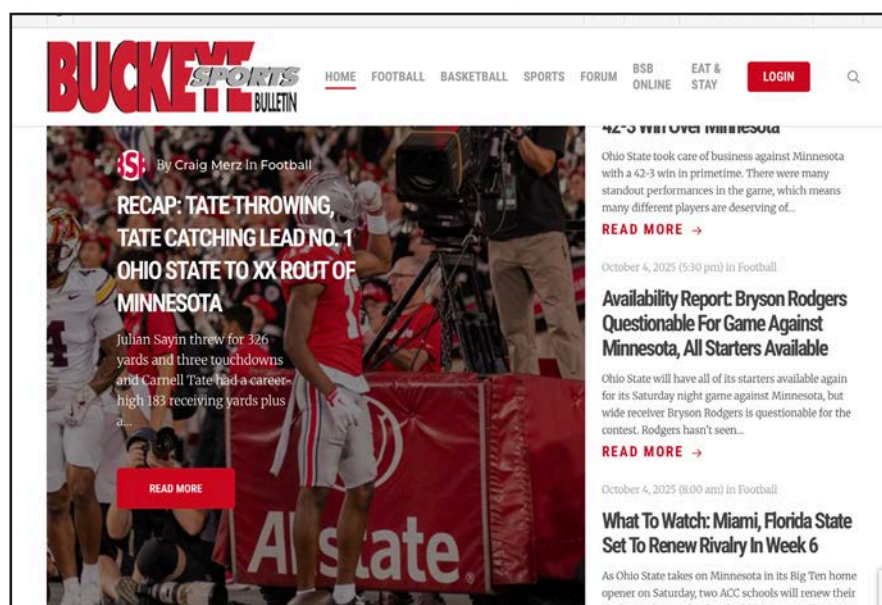 BUCKEYE
SPORTS
BULLETIN
HOME
FOOTBALL
BASKETBALL
SPORTS
FORUM
BSB
ONLINE
EAT &
STAY
LOGIN
BSB
By Craig Merz In Football
RECAP: TATE THROWING,
TATE CATCHING LEAD NO. 1
OHIO STATE TO XX ROUT OF
MINNESOTA
Julian Sayin threw for 326
yards and three touchdowns
and Carnell Tate had a career-
high 183 receiving yards plus
a...
READ MORE
Allstate
42-3 Win Over Minnesota
Ohio State took care of business against Minnesota
with a 42-3 win in primetime. There were many
standout performances in the game, which means
many different players are deserving of...
READ MORE →
October 4, 2025 (5:30 pm) in Football
Availability Report: Bryson Rodgers
Questionable For Game Against
Minnesota, All Starters Available
Ohio State will have all of its starters available again
for its Saturday night game against Minnesota, but
wide receiver Bryson Rodgers is questionable for the
contest. Rodgers hasn't seen...
READ MORE →
October 4, 2025 (8:00 am) in Football
What To Watch: Miami, Florida State
Set To Renew Rivalry In Week 6
As Ohio State takes on Minnesota in its Big Ten home
opener on Saturday, two ACC schools will renew their